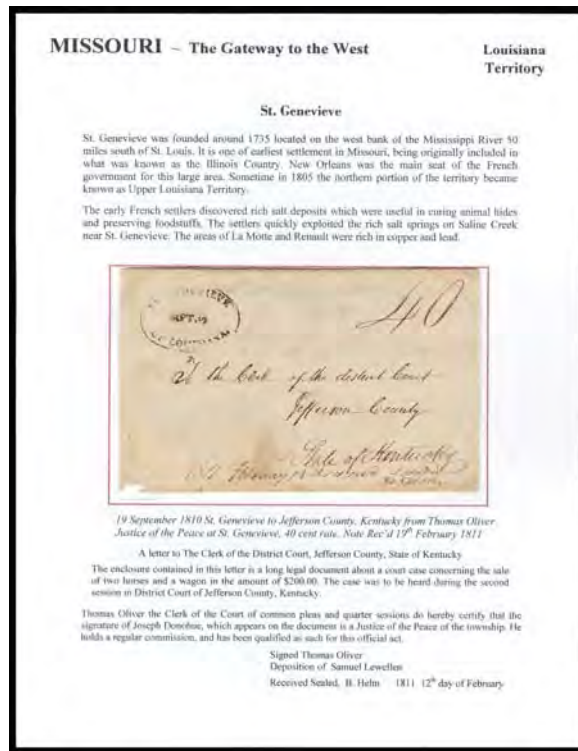 MISSOURI – The Gateway to the West
Louisiana
Territory
St. Genevieve
St. Genevieve was founded around 1735 located on the west bank of the Mississippi River 50
miles south of St. Louis. It is one of earliest settlement in Missouri, being originally included in
what was known as the Illinois Country. New Orleans was the main seat of the French
government for this large area. Sometime in 1805 the northern portion of the territory became
known as Upper Louisiana Territory.
The early French settlers discovered rich salt deposits which were useful in curing animal hides
and preserving foodstuffs. The settlers quickly exploited the rich salt springs on Saline Creek
near St. Genevieve. The areas of La Motte and Renault were rich in copper and lead.
40
the Clerk of the district Court
Jefferson County
State of Kentucky
19 September 1810 St. Genevieve to Jefferson County, Kentucky from Thomas Oliver
Justice of the Peace at St. Genevieve, 40 cent rate. Note Rec'd 19th February 1811
A letter to The Clerk of the District Court, Jefferson County, State of Kentucky
The enclosure contained in this letter is a long legal document about a court case concerning the sale
of two horses and a wagon in the amount of $200.00. The case was to be heard during the second
session in District Court of Jefferson County, Kentucky.
Thomas Oliver the Clerk of the Court of common pleas and quarter sessions do hereby certify that the
signature of Joseph Donohoe, which appears on the document is a Justice of the Peace of the township. He
holds a regular commission, and has been qualified as such for this official act.
Signed Thomas Oliver
Deposition of Samuel Lewellen
Received Sealed, B. Helm 1811 12th day of February